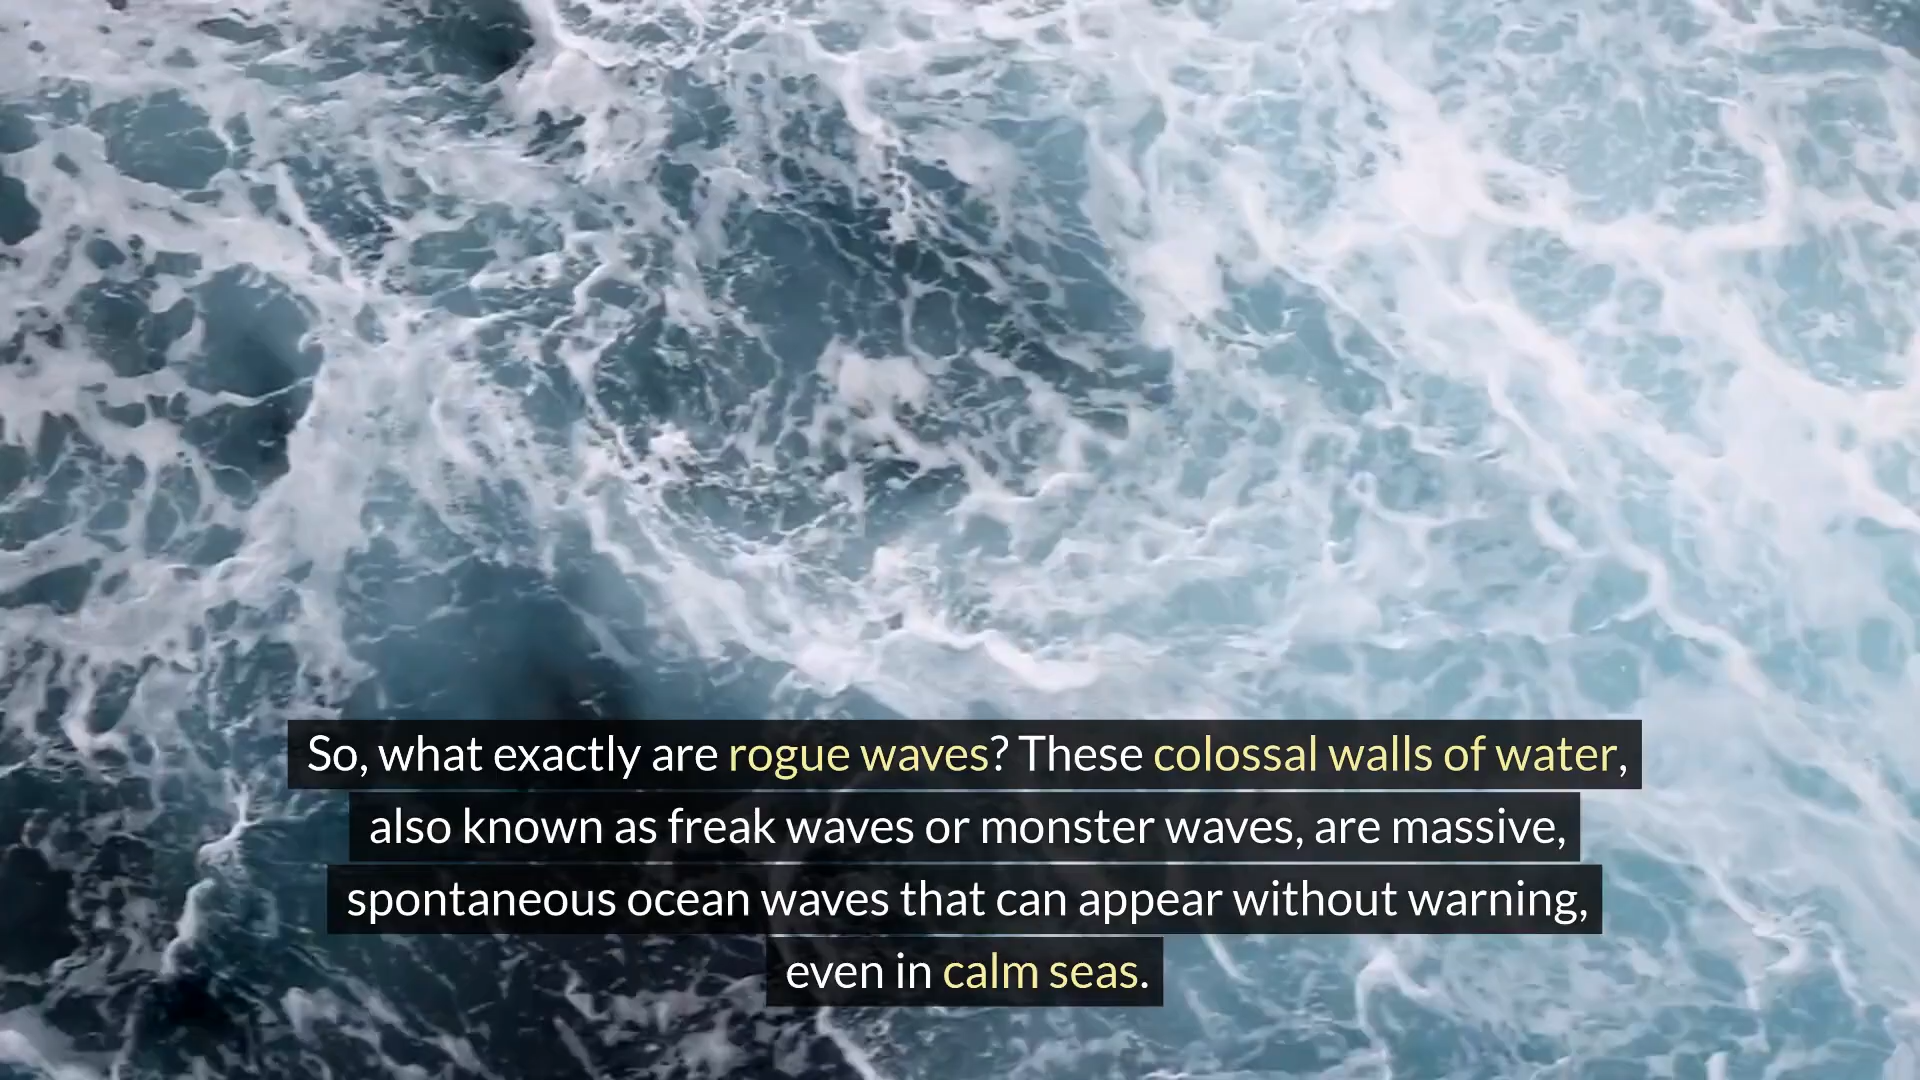 So, what exactly are rogue waves? These colossal walls of water,
also known as freak waves or monster waves, are massive,
spontaneous ocean waves that can appear without warning,
even in calm seas.